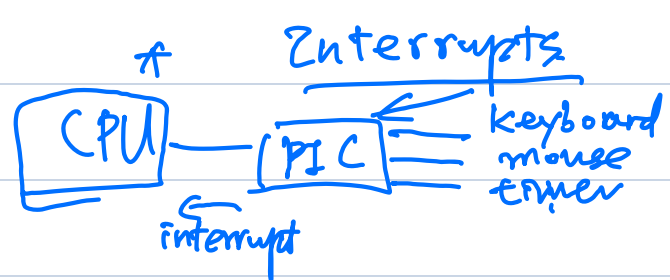 Interrupts
CPU
PIC
keyboard
mouse
timer
interrupt